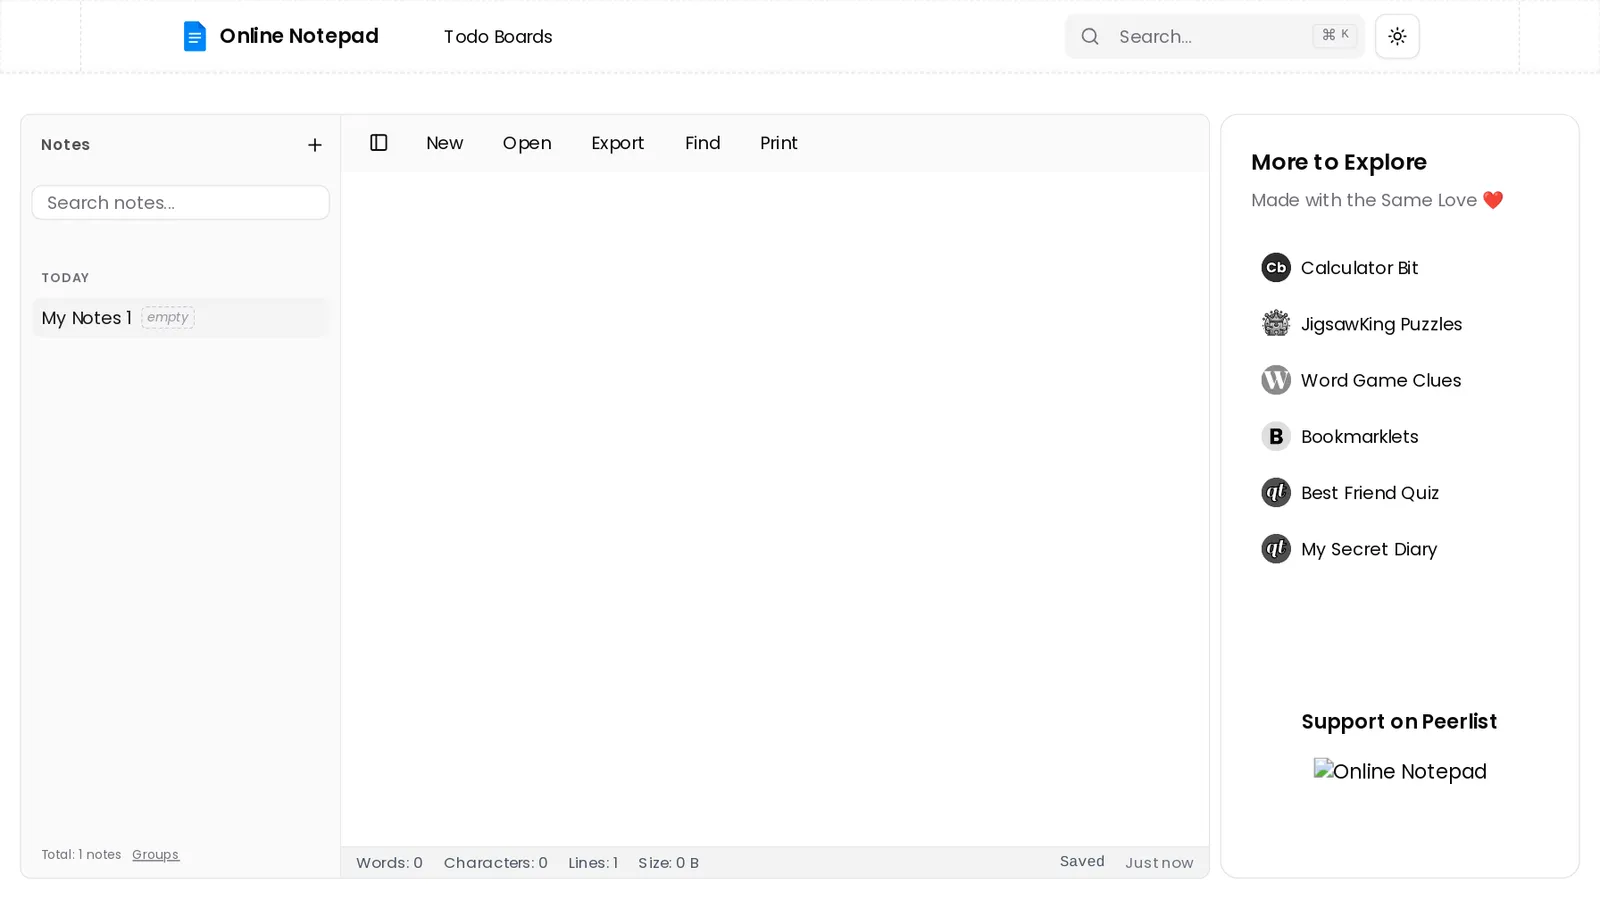 Online Notepad
Todo Boards
Search...
⌘ K
Notes
Search notes...
TODAY
My Notes 1 empty
Total: 1 notes Groups
New Open Export Find Print
Words: 0 Characters: 0 Lines: 1 Size: 0 B Saved Just now
More to Explore
Made with the Same Love ❤️
Cb Calculator Bit
JigsawKing Puzzles
W Word Game Clues
B Bookmarklets
qt Best Friend Quiz
qt My Secret Diary
Support on Peerlist
Online Notepad